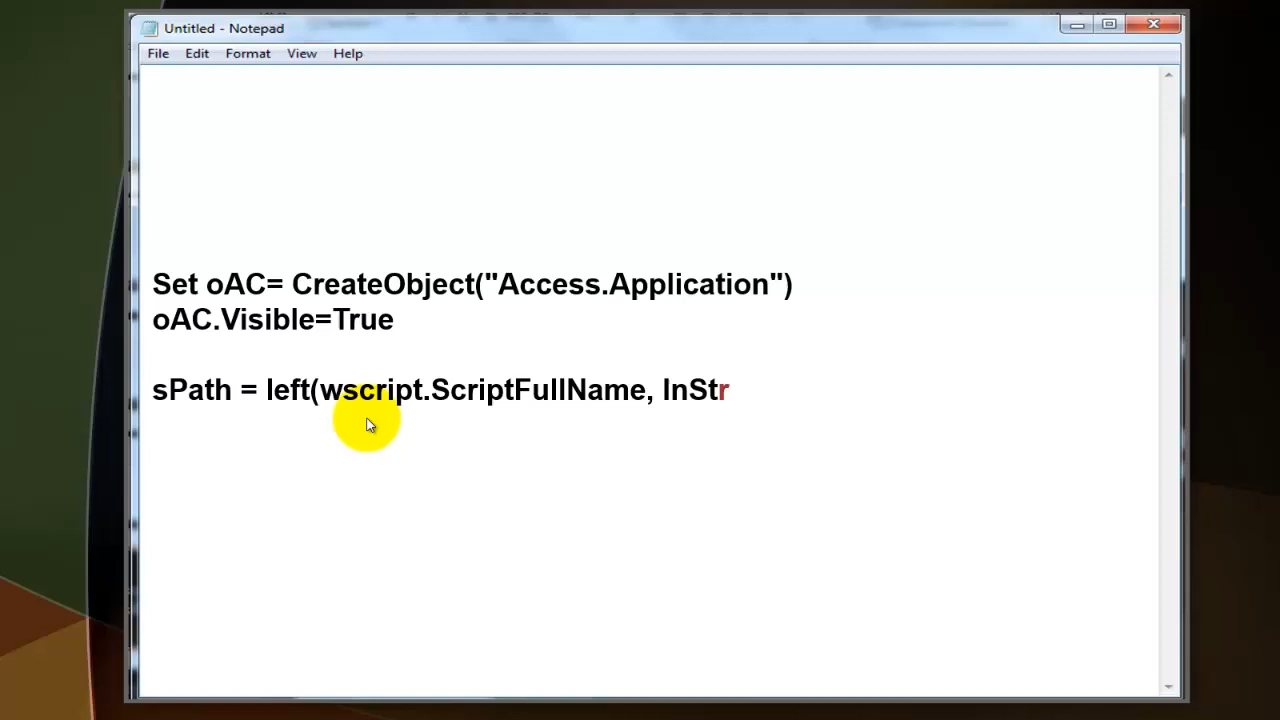 Untitled - Notepad
File Edit Format View Help
Set oAC= CreateObject("Access.Application")
oAC.Visible=True
sPath = left(wscript.ScriptFullName, InStr